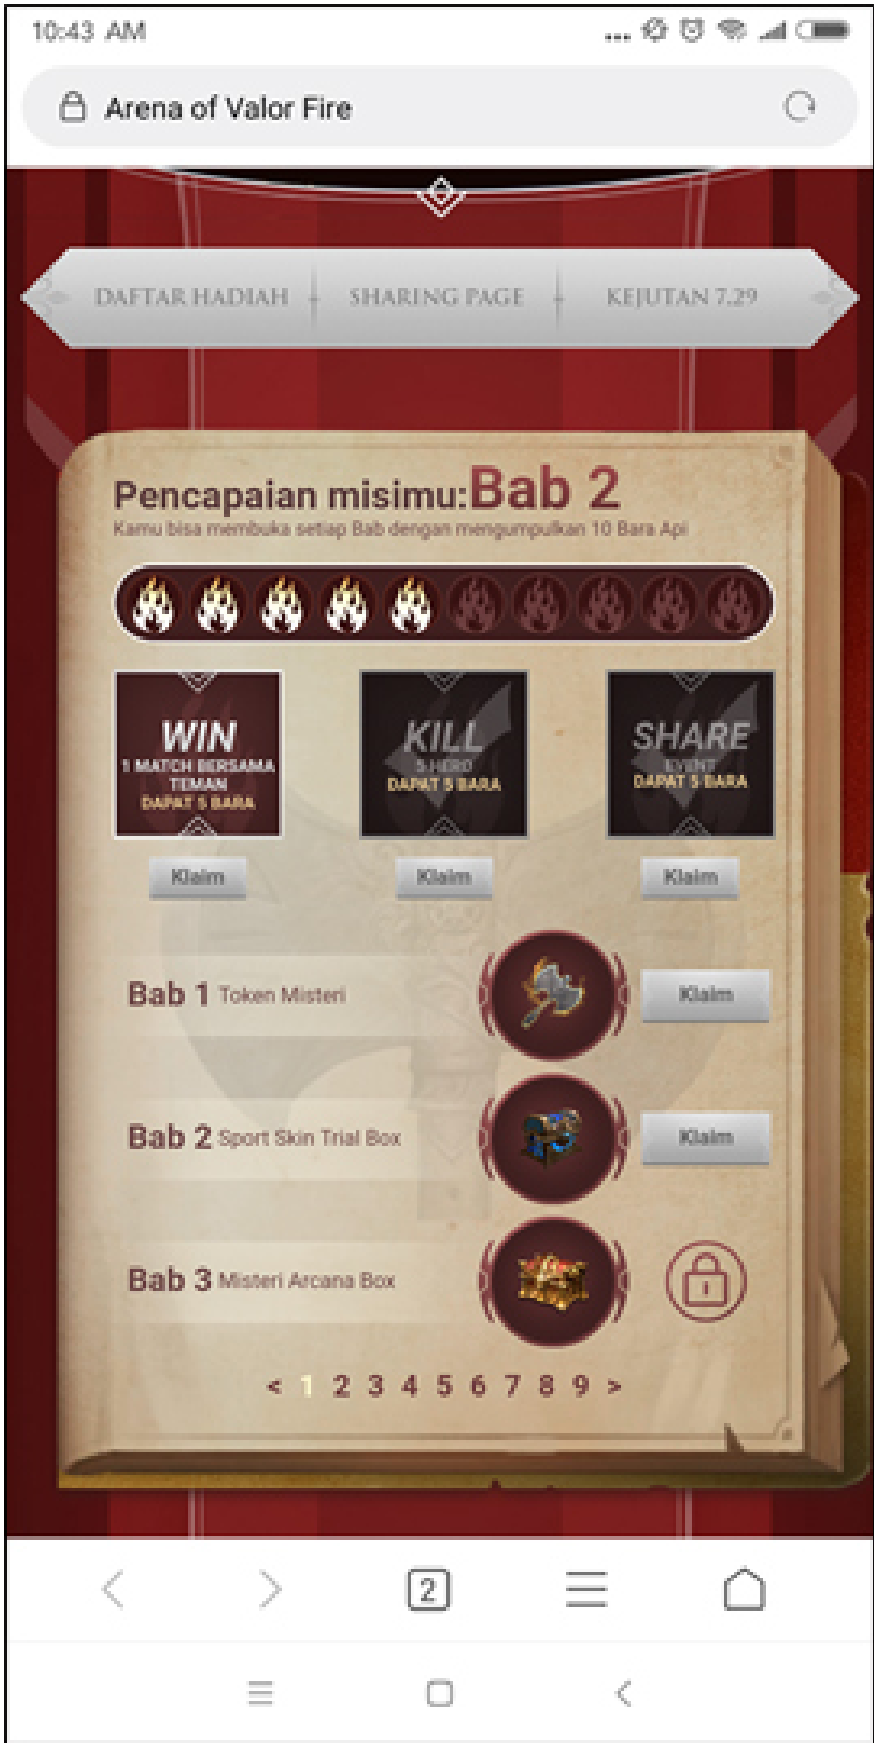 10:43 AM
Arena of Valor Fire
DAFTAR HADIAH
SHARING PAGE
KEJUTAN 7.29
Pencapaian misimu:Bab 2
Kamu bisa membuka setiap Bab dengan mengumpulkan 10 Bara Api
WIN
1 MATCH BERSAMA
TEMAN
DAPAT 5 BARA
KILL
5 HERO
DAPAT 5 BARA
SHARE
EVENT
DAPAT 5 BARA
Klaim
Klaim
Klaim
Bab 1 Token Misteri
Klaim
Bab 2 Sport Skin Trial Box
Klaim
Bab 3 Misteri Arcana Box
< 1 2 3 4 5 6 7 8 9 >
2